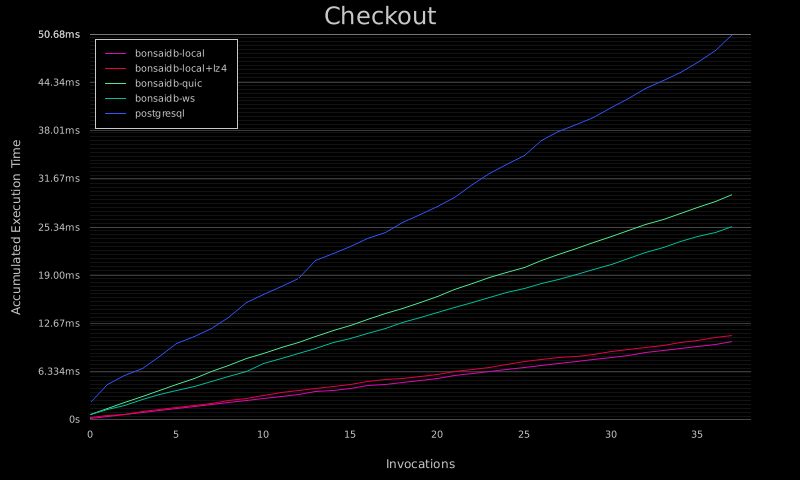 Checkout
50.68ms
44.34ms
38.01ms
31.67ms
25.34ms
19.00ms
12.67ms
6.334ms
0s
bonsaidb-local
bonsaidb-local+lz4
bonsaidb-quic
bonsaidb-ws
postgresql
Accumulated Execution Time
0 5 10 15 20 25 30 35
Invocations